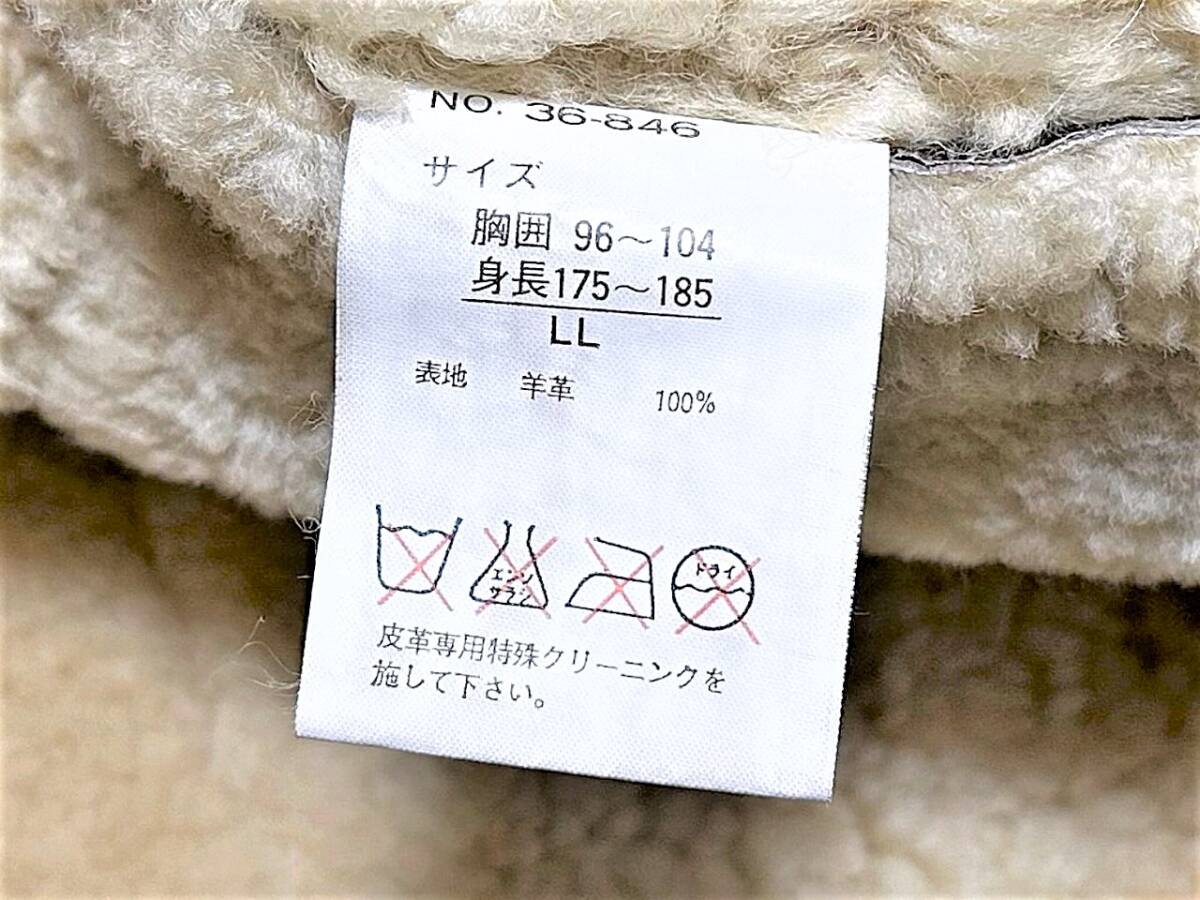 NO. 36-846
サイズ
胸囲 96～104
身長175～185
LL
表地 羊革 100%
エンソ
サラシ
ドライ
皮革専用特殊クリーニングを
施して下さい。